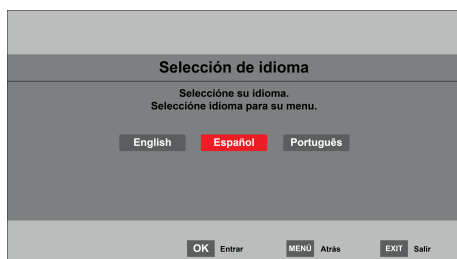 Selección de idioma
Seleccióne su idioma.
Seleccióne idioma para su menu.
English Español Português
OK Entrar MENÚ Atrás EXIT Salir